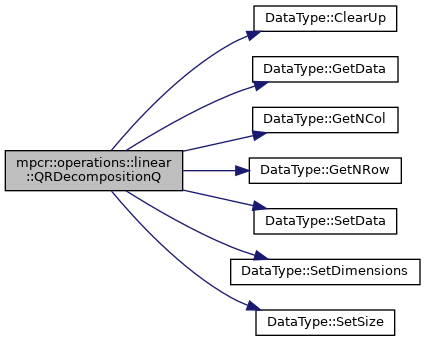 mpcr::operations::linear
::QRDecompositionQ
DataType::ClearUp
DataType::GetData
DataType::GetNCol
DataType::GetNRow
DataType::SetData
DataType::SetDimensions
DataType::SetSize